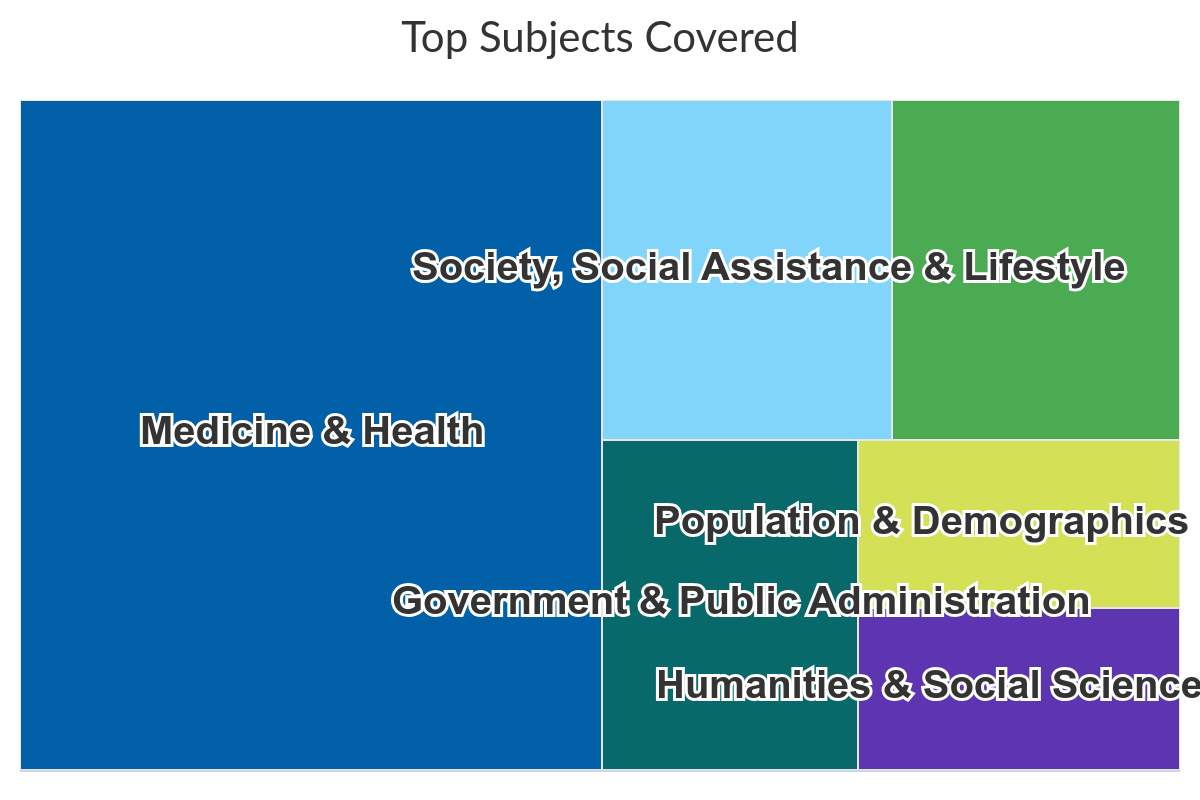 Top Subjects Covered
Society, Social Assistance & Lifestyle
Medicine & Health
Population & Demographics
Government & Public Administration
Humanities & Social Science